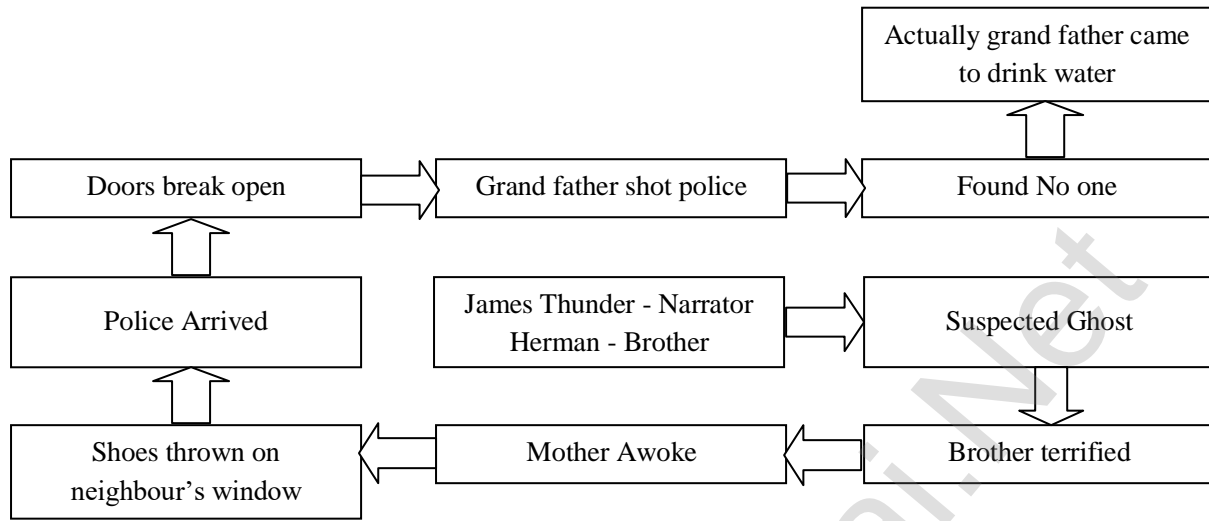 Actually grand father came
to drink water
Doors break open
Grand father shot police
Found No one
Police Arrived
James Thunder - Narrator
Herman - Brother
Suspected Ghost
Shoes thrown on
neighbour's window
Mother Awoke
Brother terrified
i.Net